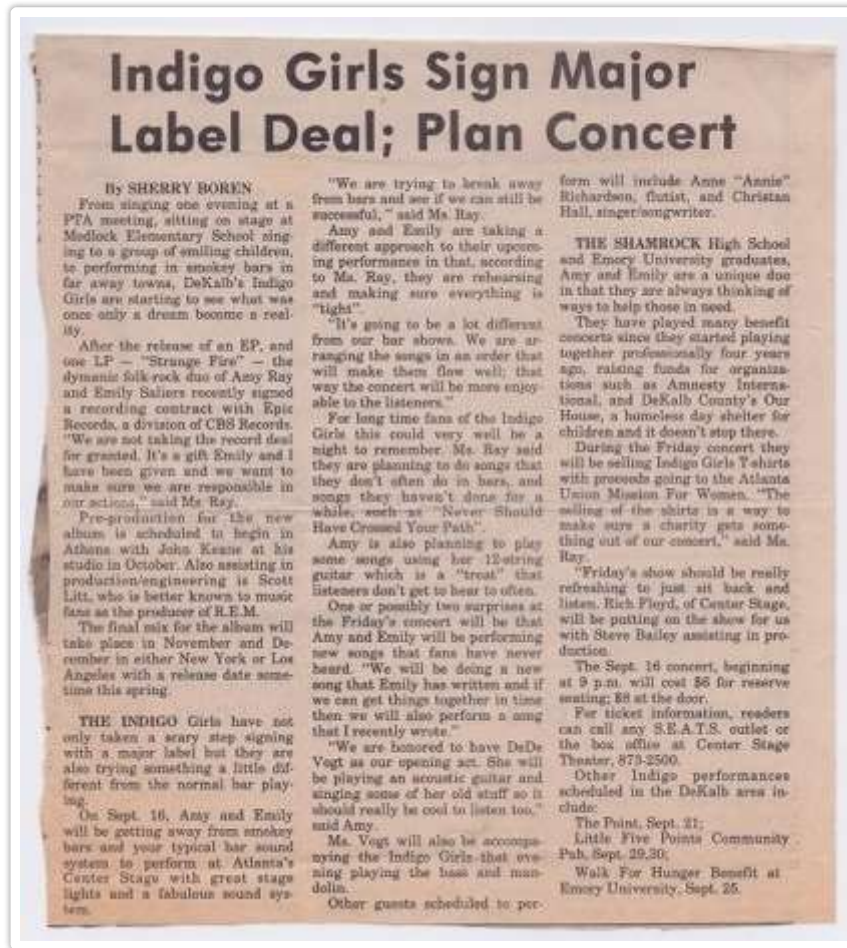 Indigo Girls Sign Major
Label Deal; Plan Concert
By SHERRY BOREN
From singing one evening at a
PTA meeting, sitting on stage at
Medlock Elementary School sing-
ing to a group of smiling children,
to performing in smokey bars in
far away towns, DeKalb's Indigo
Girls are starting to see what was
once only a dream become a real-
ity.
After the release of an EP, and
one LP — "Strange Fire" — the
dymanic folk-rock duo of Amy Ray
and Emily Saliers recently signed
a recording contract with Epic
Records, a division of CBS Records.
"We are not taking the record deal
for granted. It's a gift Emily and I
have been given and we want to
make sure we are responsible in
our actions," said Ms. Ray.
Pre-production for the new
album is scheduled to begin in
Athens with John Keane at his
studio in October. Also assisting in
production/engineering is Scott
Litt, who is better known to music
fans as the producer of R.E.M.
The final mix for the album will
take place in November and De-
cember in either New York or Los
Angeles with a release date some-
time this spring.
THE INDIGO Girls have not
only taken a scary step signing
with a major label but they are
also trying something a little dif-
ferent from the normal bar play-
ing.
On Sept. 16, Amy and Emily
will be getting away from smokey
bars and your typical bar sound
system to perform at Atlanta's
Center Stage with great stage
lights and a fabulous sound sys-
tem.
"We are trying to break away
from bars and see if we can still be
successful, " said Ms. Ray.
Amy and Emily are taking a
different approach to their upcom-
ing performance in that, according
to Ms. Ray, they are rehearsing
and making sure everything is
"tight".
"It's going to be a lot different
from our bar shows. We are ar-
ranging the songs in an order that
will make them flow well; that
way the concert will be more enjoy-
able to the listeners."
For long time fans of the Indigo
Girls this could very well be a
night to remember. Ms. Ray said
they are planning to do songs that
they don't often do in bars, and
songs they haven't done for a
while, such as "Never Should
Have Crossed Your Path".
Amy is also planning to play
some songs using her 12-string
guitar which is a "treat" that
listeners don't get to hear to often.
One or possibly two surprises at
the Friday's concert will be that
Amy and Emily will be performing
new songs that fans have never
heard. "We will be doing a new
song that Emily has written and if
we can get things together in time
then we will also perform a song
that I recently wrote."
"We are honored to have DeDe
Vogt as our opening act. She will
be playing an acoustic guitar and
singing some of her old stuff so it
should really be cool to listen too,"
said Amy.
Ms. Vogt will also be accompa-
nying the Indigo Girls that eve-
ning playing the bass and man-
dolin.
Other guests scheduled to per-
form will include Anne "Annie"
Richardson, flutist, and Christan
Hall, singer/songwriter.
THE SHAMROCK High School
and Emory University graduates,
Amy and Emily are a unique duo
in that they are always thinking of
ways to help those in need.
They have played many benefit
concerts since they started playing
together professionally four years
ago, raising funds for organiza-
tions such as Amnesty Interna-
tional, and DeKalb County's Our
House, a homeless day shelter for
children and it doesn't stop there.
During the Friday concert they
will be selling Indigo Girls T-shirts
with proceeds going to the Atlanta
Union Mission For Women. "The
selling of the shirts is a way to
make sure a charity gets some-
thing out of our concert," said Ms.
Ray.
"Friday's show should be really
refreshing to just sit back and
listen. Rich Floyd, of Center Stage,
will be putting on the show for us
with Steve Bailey assisting in pro-
duction.
The Sept. 16 concert, beginning
at 9 p.m. will cost $6 for reserve
seating; $8 at the door.
For ticket information, readers
can call any S.E.A.T.S. outlet or
the box office at Center Stage
Theater, 873-2500.
Other Indigo performances
scheduled in the DeKalb area in-
clude:
The Point, Sept. 21;
Little Five Points Community
Pub, Sept. 29,30;
Walk For Hunger Benefit at
Emory University, Sept. 25.